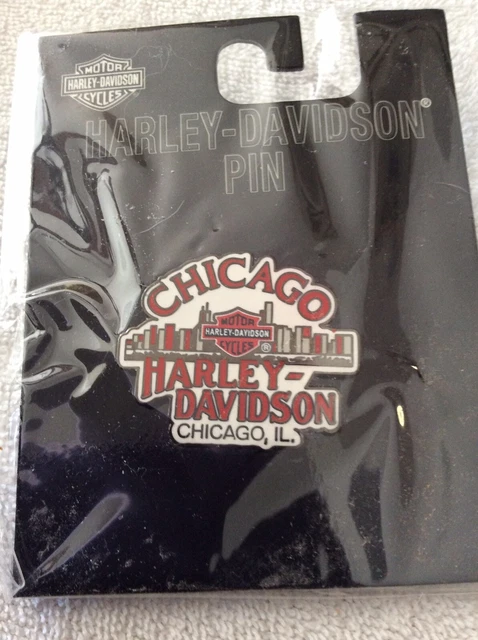 MOTOR
HARLEY-DAVIDSON
CYCLES
HARLEY-DAVIDSON®
PIN
CHICAGO
MOTOR
HARLEY-DAVIDSON
CYCLES ®
HARLEY-
DAVIDSON
CHICAGO, IL.